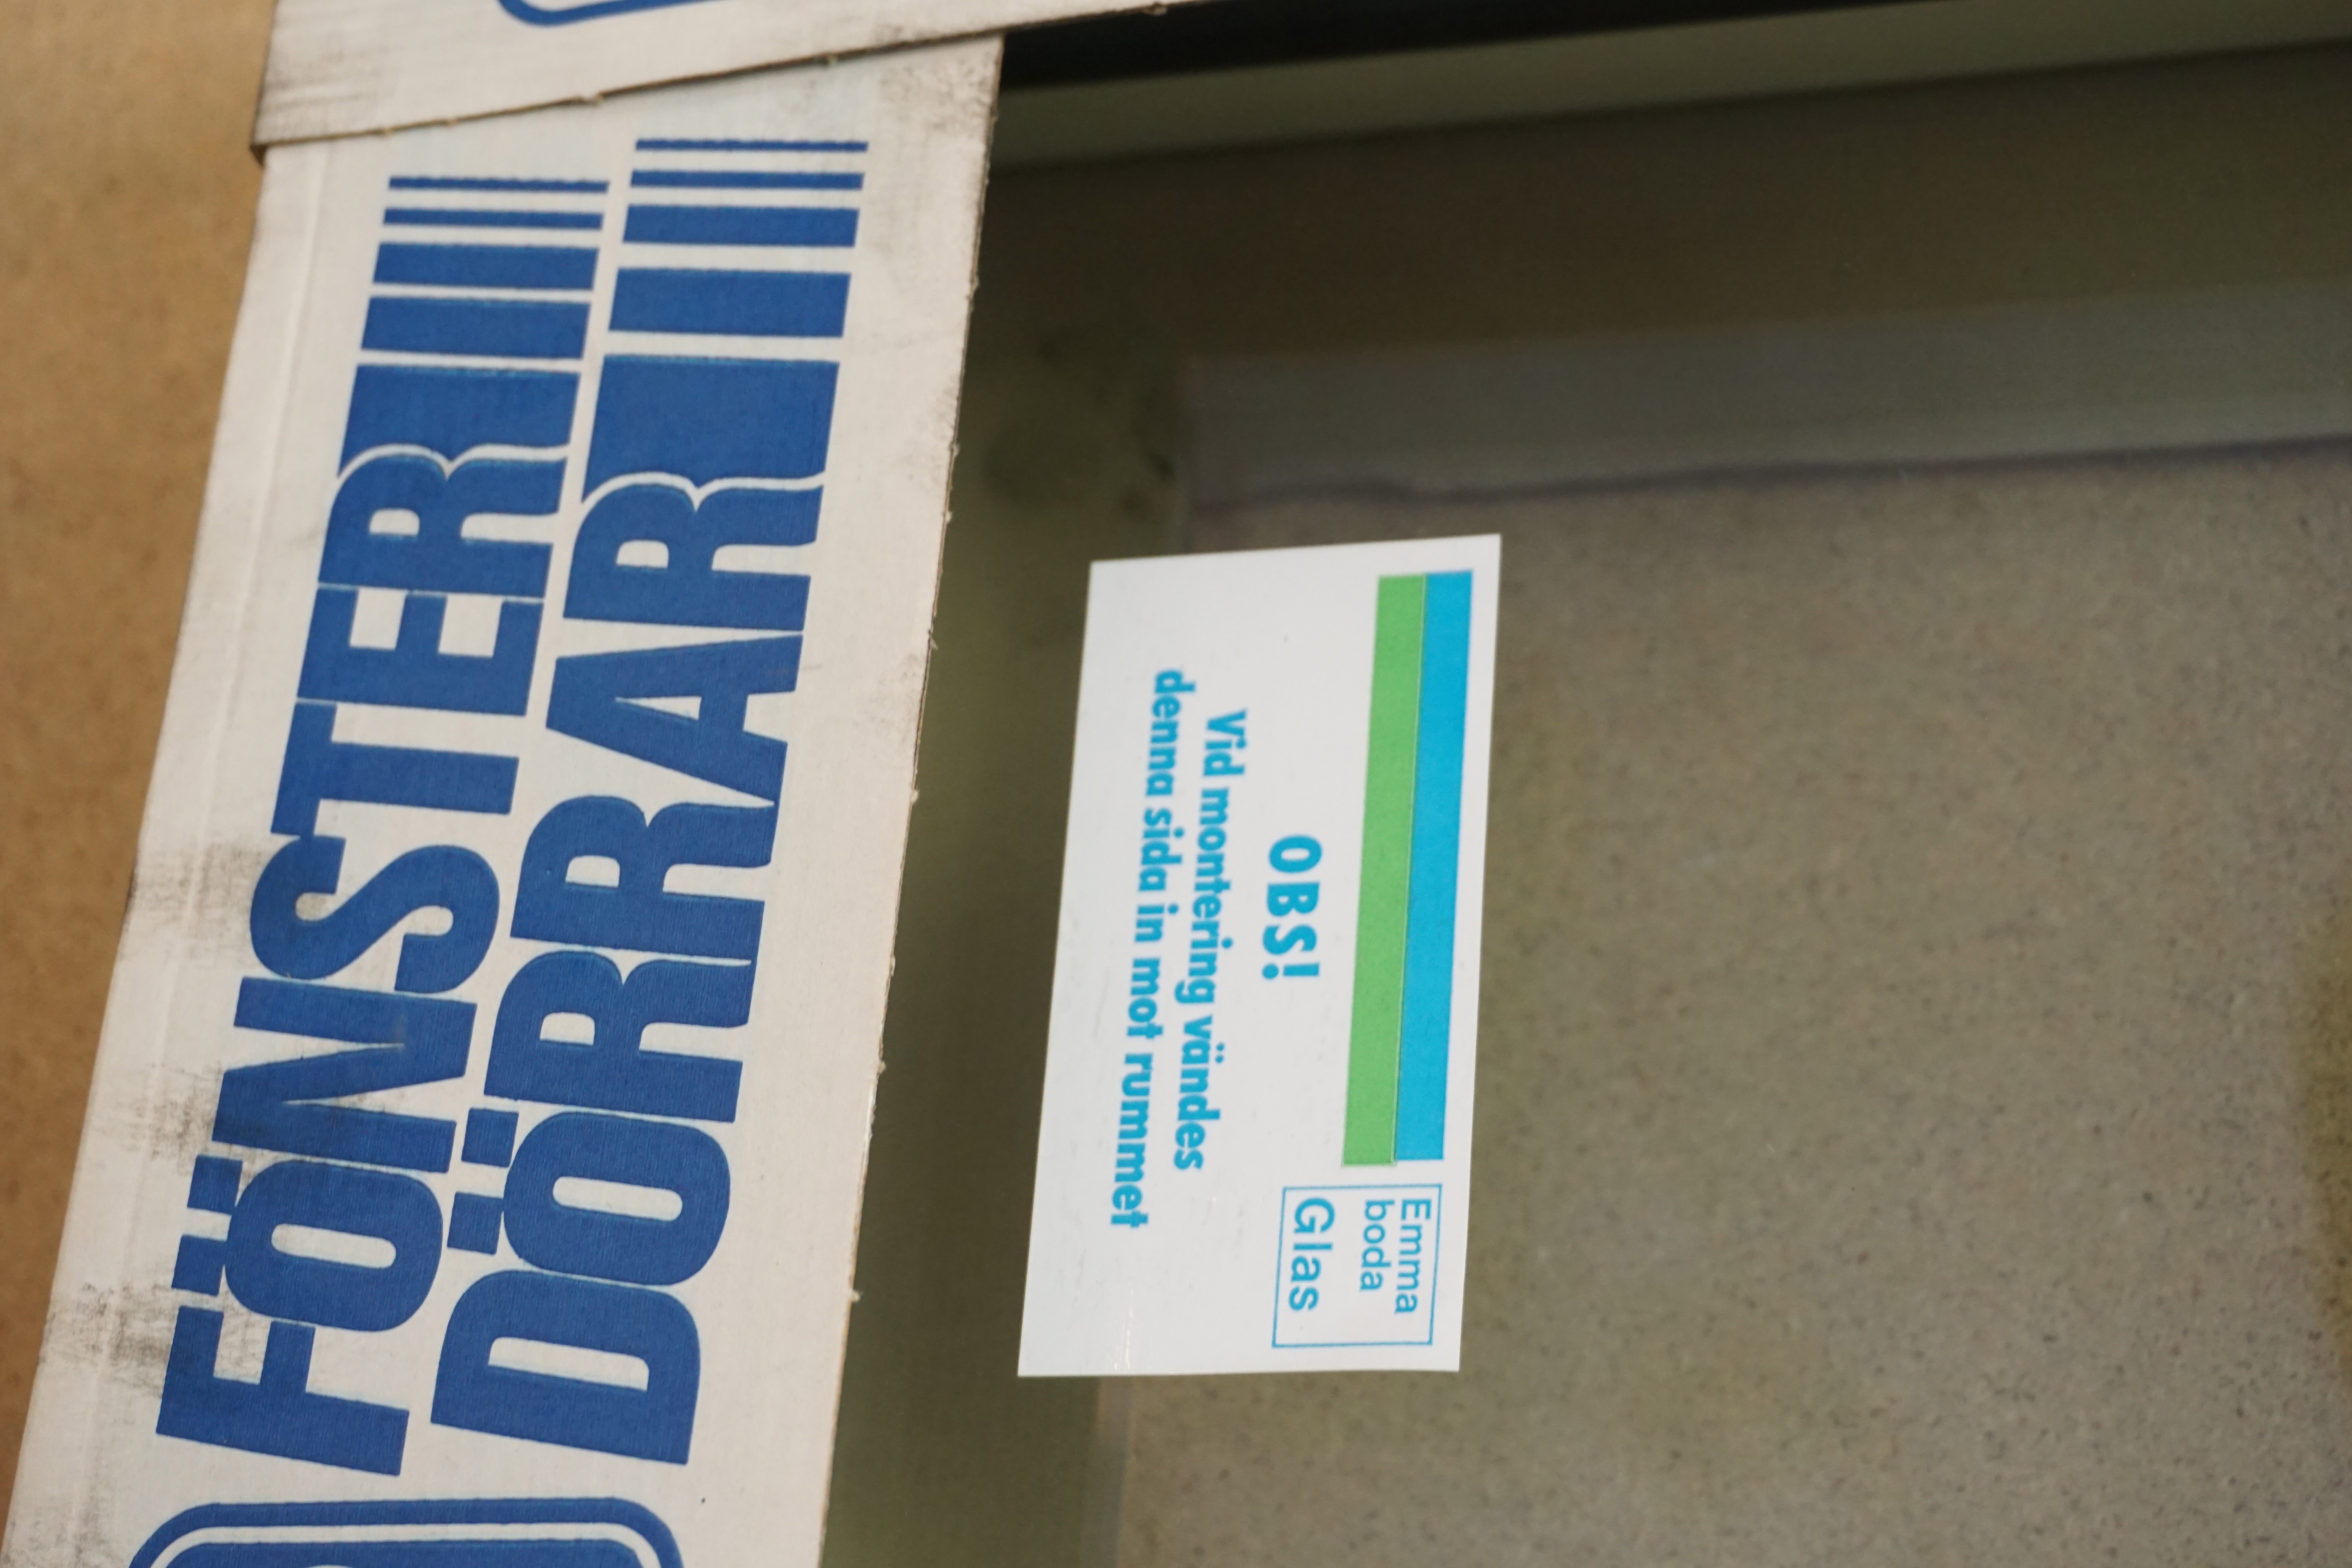 FÖNSTER
DÖRRAR
Emma
boda
Glas
OBS!
Vid montering vändes
denna sida in mot rummet